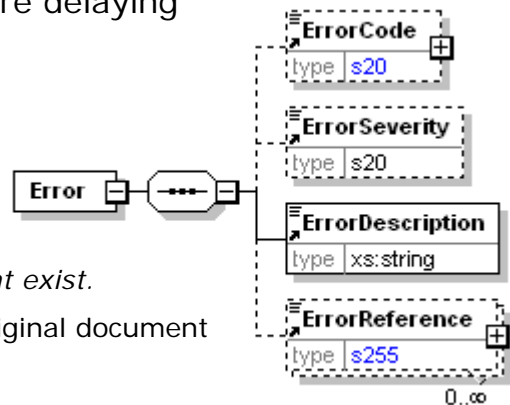 re delaying
ErrorCode
type s20
ErrorSeverity
type s20
Error
ErrorDescription
type xs:string
t exist.
iginal document
ErrorReference
type s255
0..∞